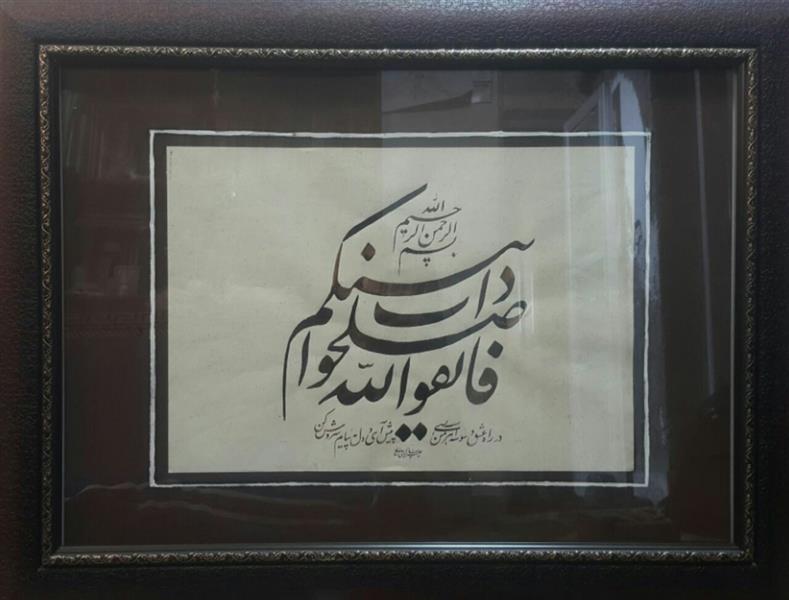 بسم الله الرحمن الرحیم
فاتقوا الله
واصلحوا
ذات بینکم
در راه عشق وسوسه اهرمن بسی‌ست پیش آی و گوش دل به پیام سروش کن